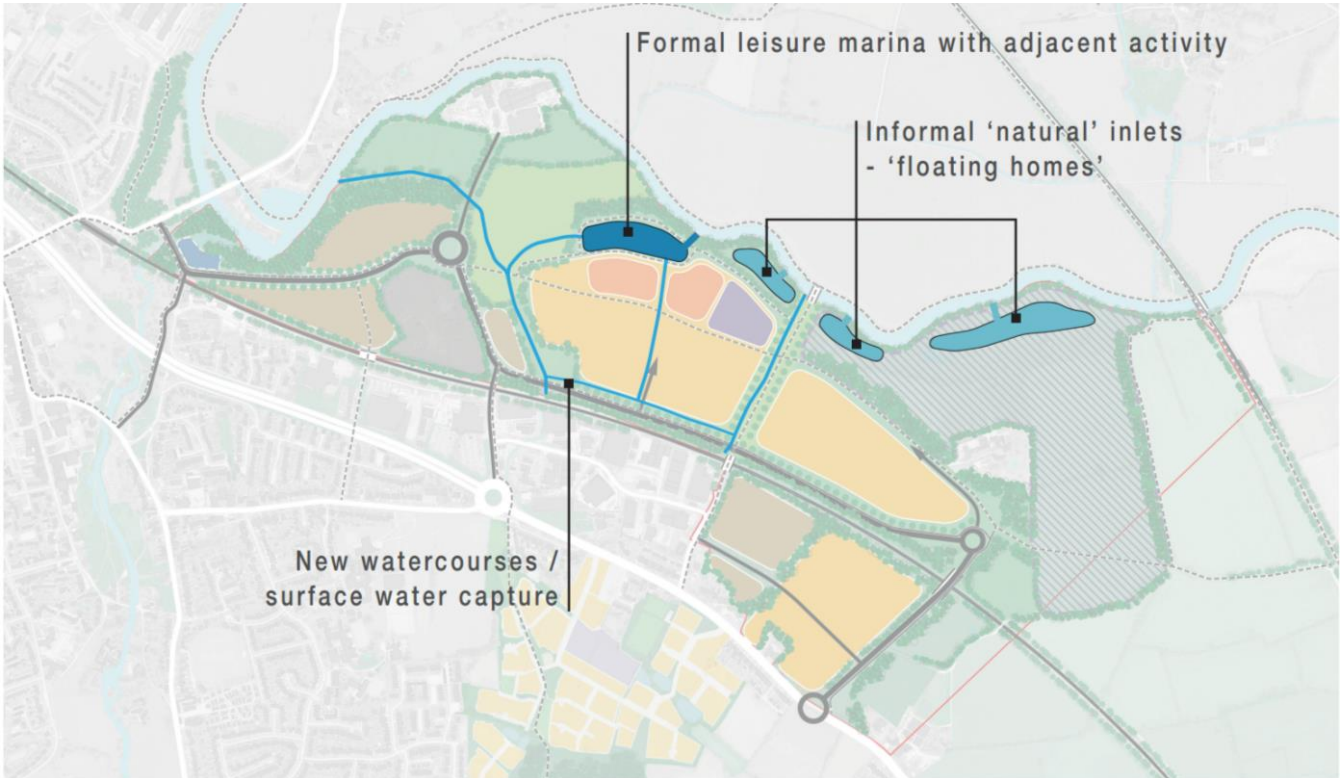 Formal leisure marina with adjacent activity
Informal ‘natural’ inlets
- ‘floating homes’
New watercourses /
surface water capture